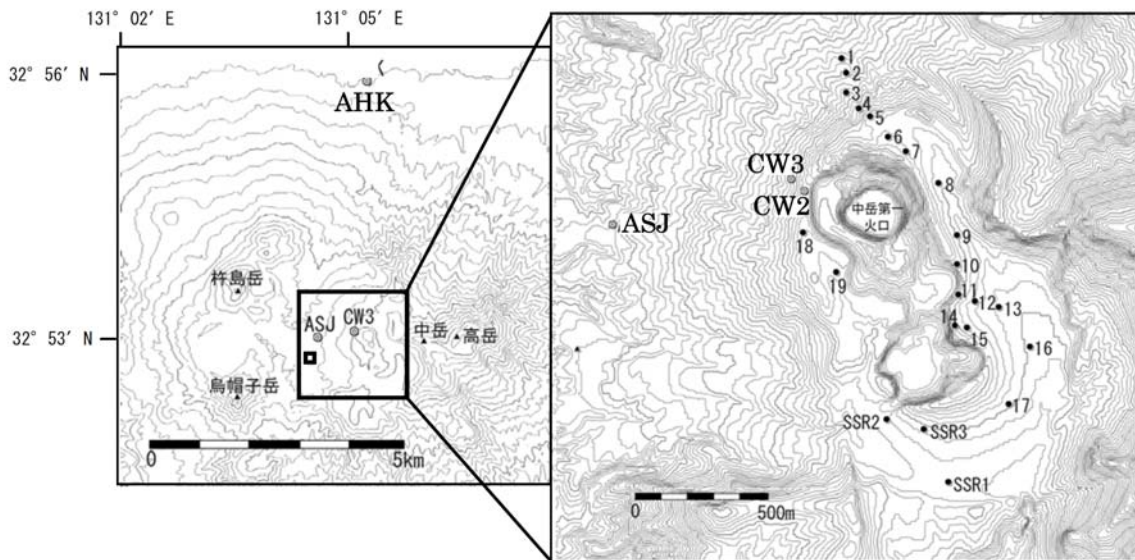 131° 02′ E
131° 05′ E
32° 56′ N
AHK
杵島岳
ASJ
CW3
中岳
高岳
32° 53′ N
烏帽子岳
0
5km
1
2
3
4
5
6
7
CW3
8
CW2
中岳第一
火口
ASJ
18
9
10
19
11
12
13
14
15
16
17
SSR2
SSR3
SSR1
0
500m